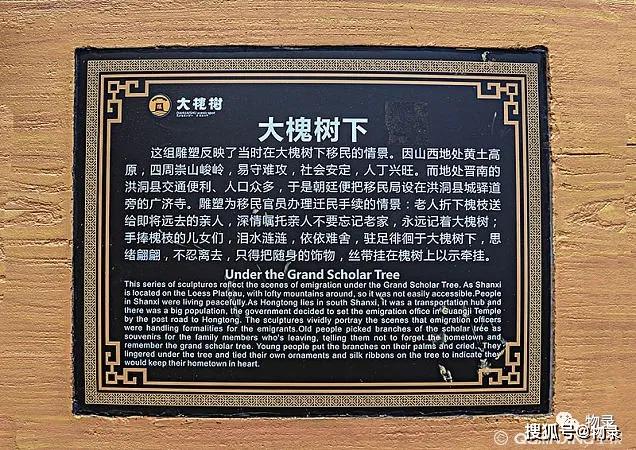 大槐树
大槐树下
这组雕塑反映了当时在大槐树下移民的情景。因山西地处黄土高
原，四周崇山峻岭，易守难攻，社会安定，人丁兴旺。而地处晋南的
洪洞县交通便利、人口众多，于是朝廷便把移民局设在洪洞县城驿道
旁的广济寺。雕塑为移民官员办理迁民手续的情景：老人折下槐枝送
给即将远去的亲人，深情嘱托亲人不要忘记老家，永远记着大槐树；
手捧槐枝的儿女们，泪水涟涟，依依难舍，驻足徘徊于大槐树下，思
绪翩翩，不忍离去，只得把随身的饰物，丝带挂在槐树上以示牵挂。
Under the Grand Scholar Tree
This series of sculptures reflect the scenes of emigration under the Grand Scholar Tree. As Shanxi
is located on the Loess Plateau, with lofty mountains around, so it was not easily accessible.People
in Shanxi were living peacefully.As Hongtong lies in south Shanxi, it was a transportation hub and
there was a big population, the government decided to set the emigration office in Guangji Temple
by the post road to Hongtong. The sculptures vividly portray the scenes that emigration officers
were handling formalities for the emigrants.Old people picked branches of the scholar tree as
souvenirs for the family members who's leaving, telling them not to forget the hometown and
remember the grand scholar tree. Young people put the branches on their palms and cried. They
lingered under the tree and tied their own ornaments and silk ribbons on the tree to indicate they
would keep their hometown in heart.
物录
搜狐号@物录